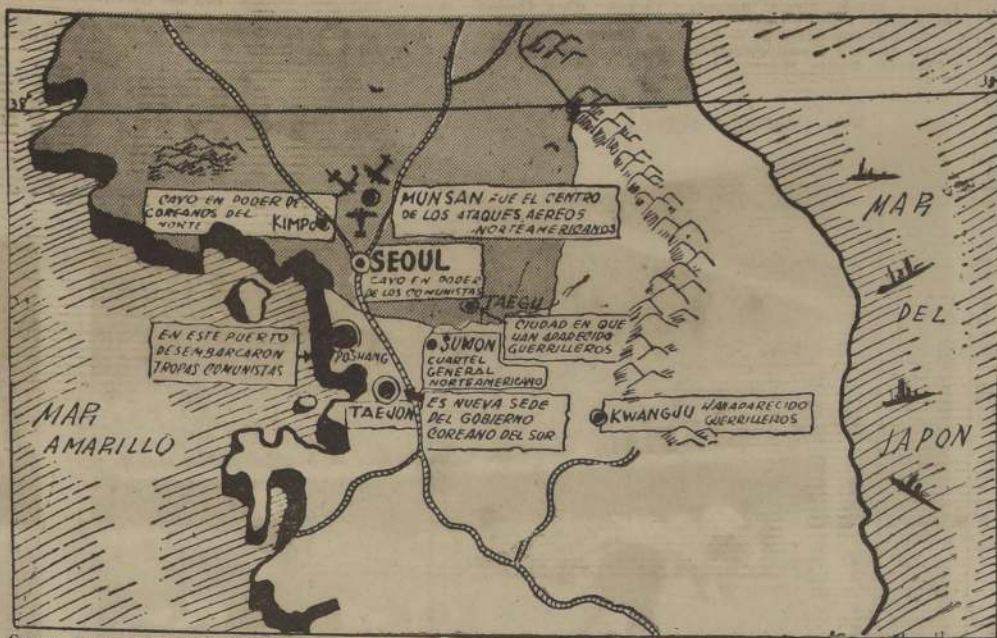 38°
38
CAYO EN PODER DE
COREANOS DEL
NORTE
KIMPO
MUNSAN FUE EL CENTRO
DE LOS ATAQUES AEREOS
NORTEAMERICANOS
SEOUL
CAYO EN PODER
DE LOS COMUNISTAS
TAEGU
CIUDAD EN QUE
HAN APARECIDO
GUERRILLEROS
EN ESTE PUERTO
DESEMBARCARON
TROPAS COMUNISTAS
POSHANG
SUWON
CUARTEL
GENERAL
NORTEAMERICANO
TAEJON
ES NUEVA SEDE
DEL GOBIERNO
COREANO DEL SOR
KWANGJU HAN APARECIDO
GUERRILLEROS
MAR
AMARILLO
MAR
DEL
JAPON